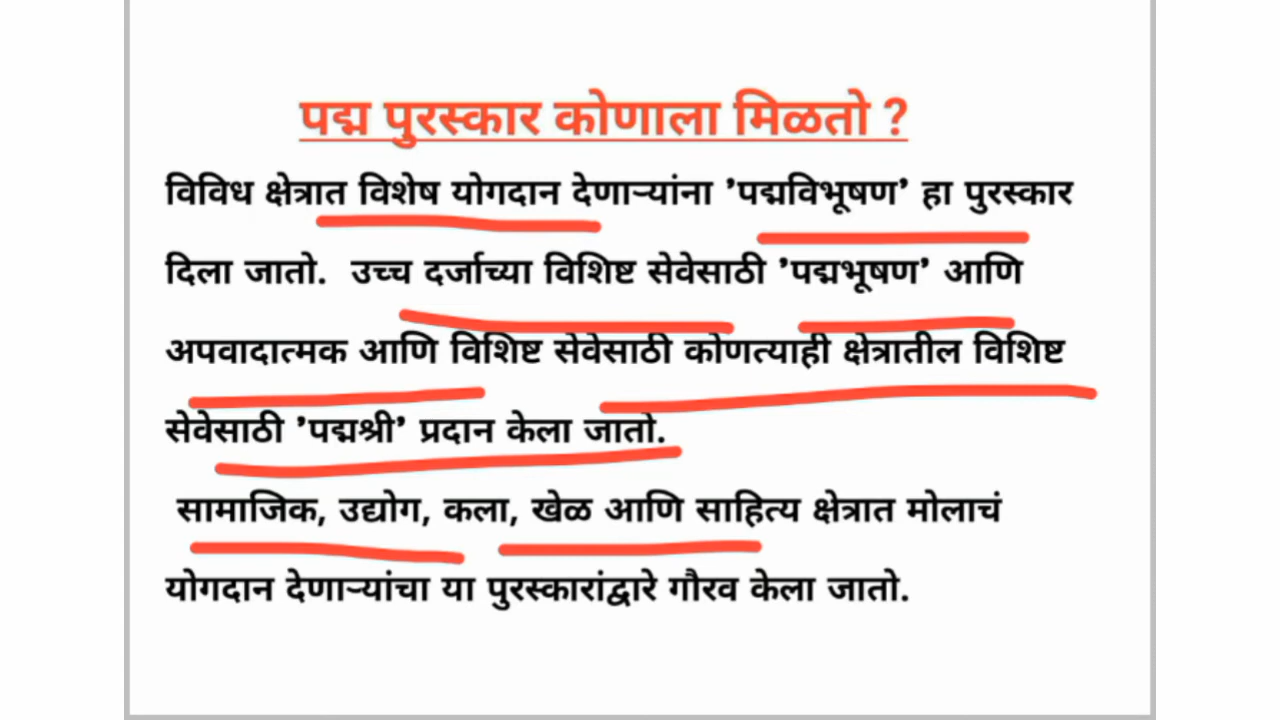 पद्म पुरस्कार कोणाला मिळतो ?
विविध क्षेत्रात विशेष योगदान देणाऱ्यांना ’पद्मविभूषण’ हा पुरस्कार
दिला जातो. उच्च दर्जाच्या विशिष्ट सेवेसाठी ’पद्मभूषण’ आणि
अपवादात्मक आणि विशिष्ट सेवेसाठी कोणत्याही क्षेत्रातील विशिष्ट
सेवेसाठी ’पद्मश्री’ प्रदान केला जातो.
सामाजिक, उद्योग, कला, खेळ आणि साहित्य क्षेत्रात मोलाचं
योगदान देणाऱ्यांचा या पुरस्कारांद्वारे गौरव केला जातो.